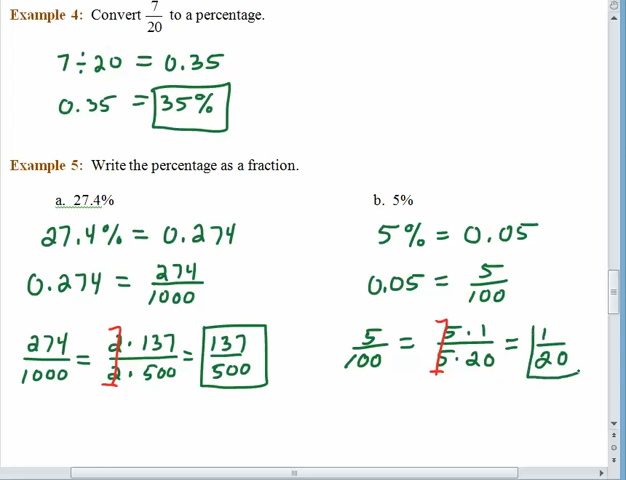 Example 4: Convert 7/20 to a percentage.
7 ÷ 20 = 0.35
0.35 = 35%
Example 5: Write the percentage as a fraction.
a. 27.4%
b. 5%
27.4% = 0.274
5% = 0.05
0.274 = 274/1000
0.05 = 5/100
274/1000 = 2 · 137/2 · 500 = 137/500
5/100 = 5 · 1/5 · 20 = 1/20